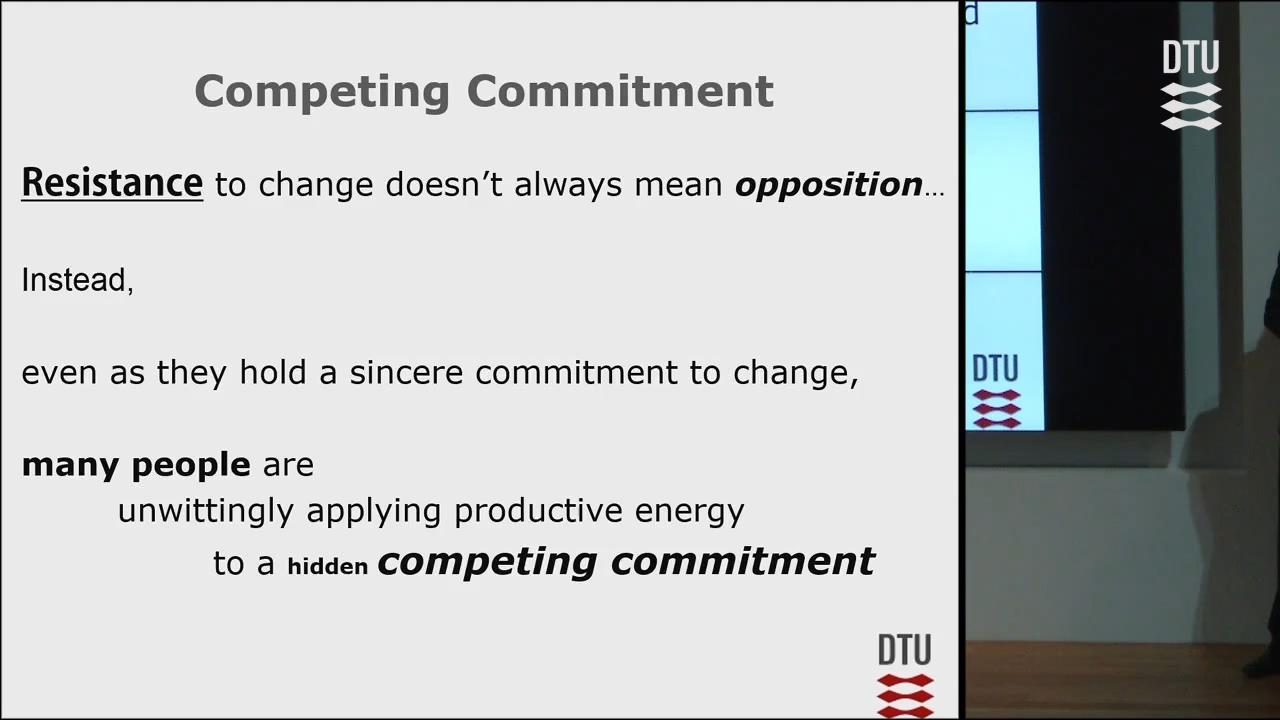 Competing Commitment
Resistance to change doesn’t always mean opposition…
Instead,
even as they hold a sincere commitment to change,
many people are
unwittingly applying productive energy
to a hidden competing commitment
DTU
d
DTU
DTU